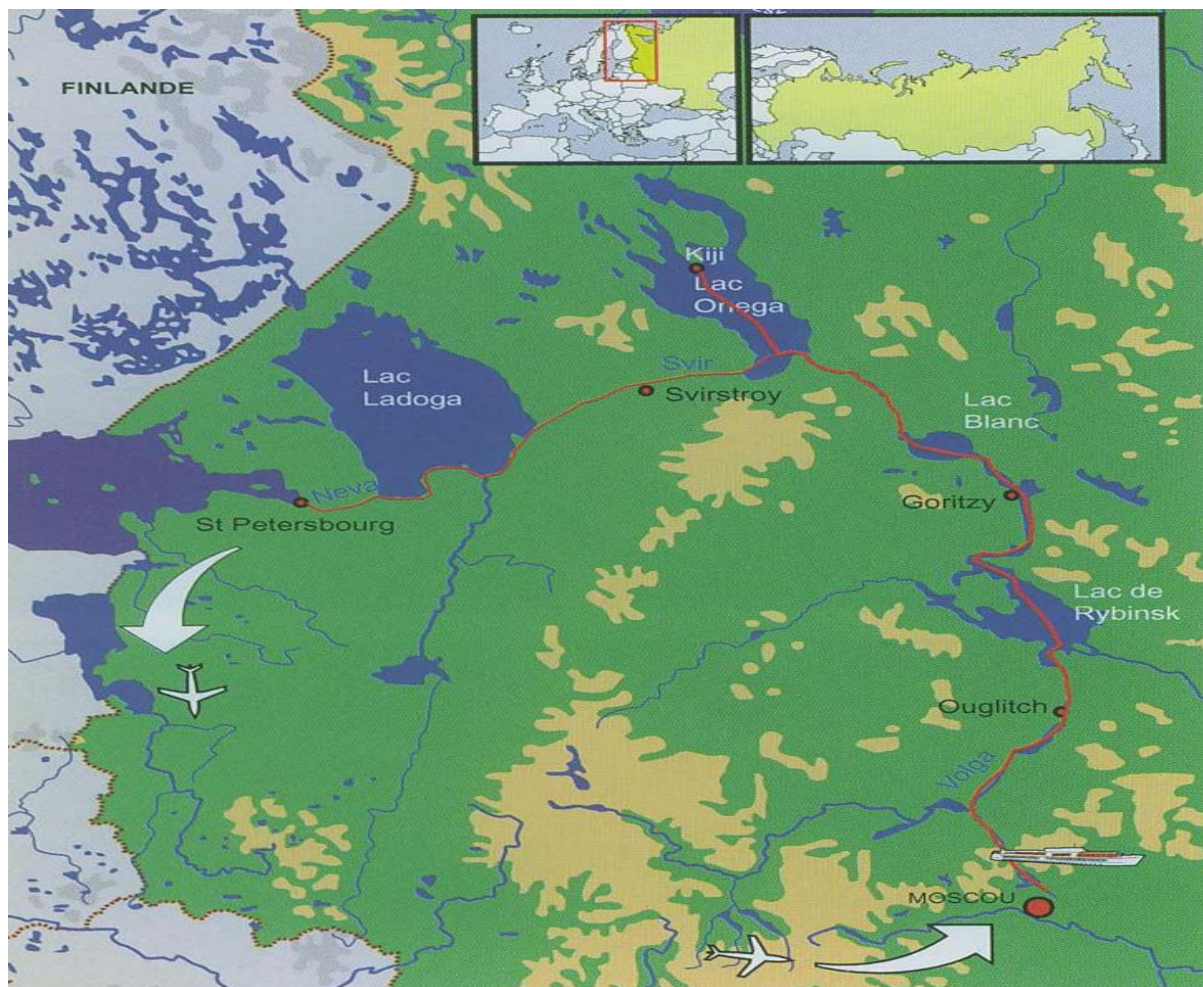 FINLANDE
Kiji
Lac
Onega
Svir
Svirstroy
Lac
Ladoga
Lac
Blanc
Neva
St Petersbourg
Goritzy
Lac de
Rybinsk
Ouglitch
Volga
MOSCOU